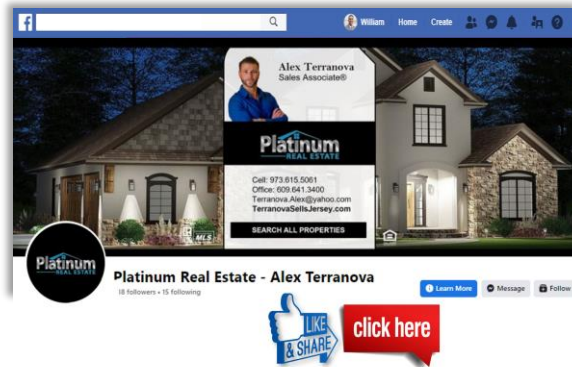 f
William Home Create
Alex Terranova
Sales Associate®
Platinum
REAL ESTATE
Cell: 973.615.5061
Office: 609.641.3400
Terranova.Alex@yahoo.com
TerranovaSellsJersey.com
SEARCH ALL PROPERTIES
MLS
Platinum
REAL ESTATE
Platinum Real Estate - Alex Terranova
18 followers • 15 following
Learn More Message Follow
LIKE
& SHARE
click here